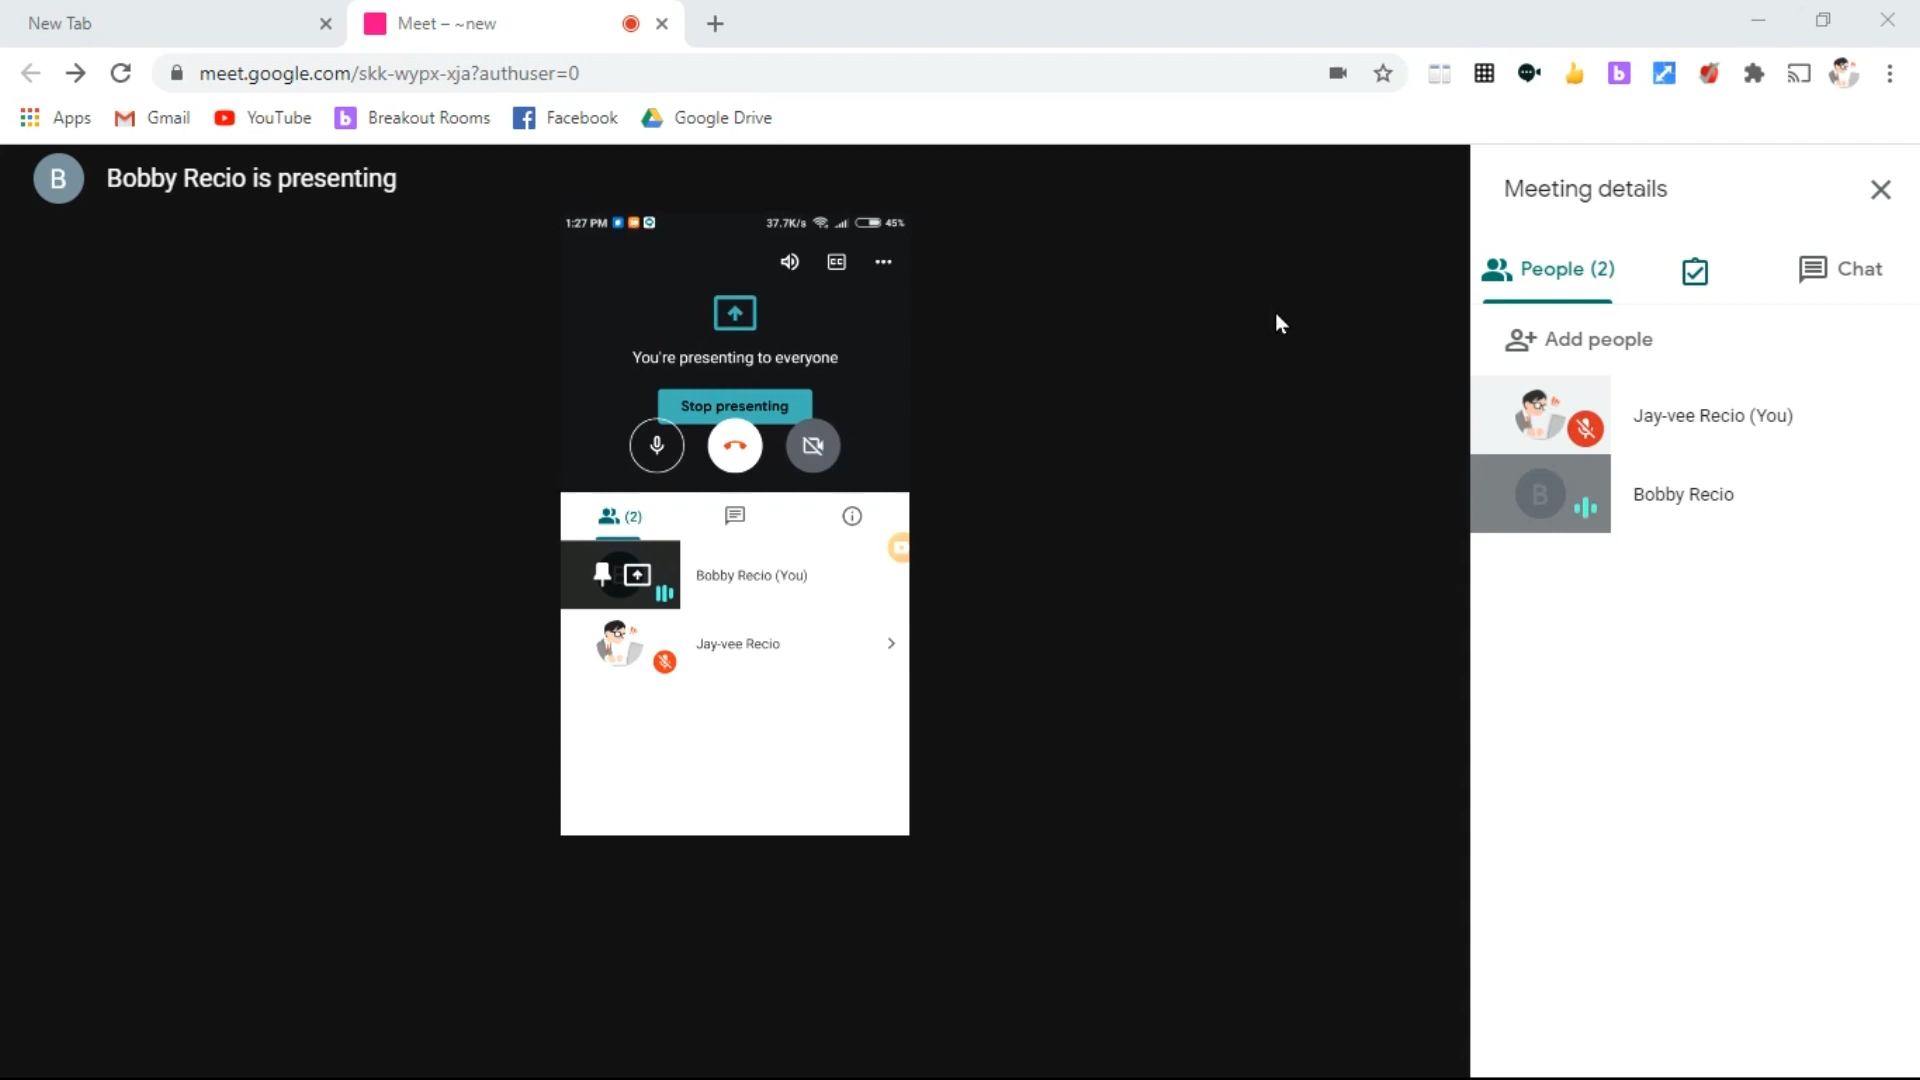 New Tab
Meet – ~new
meet.google.com/skk-wypx-xja?authuser=0
Apps
Gmail
YouTube
b
Breakout Rooms
Facebook
Google Drive
B
Bobby Recio is presenting
1:27 PM
37.7K/s
45%
CC
You're presenting to everyone
Stop presenting
(2)
Bobby Recio (You)
Jay-vee Recio
Meeting details
People (2)
Chat
Add people
Jay-vee Recio (You)
B
Bobby Recio